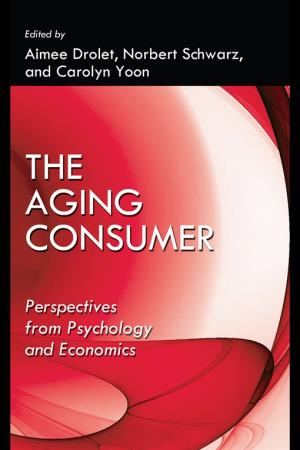 Edited by
Aimee Drolet, Norbert Schwarz,
and Carolyn Yoon
THE
AGING
CONSUMER
Perspectives
from Psychology
and Economics